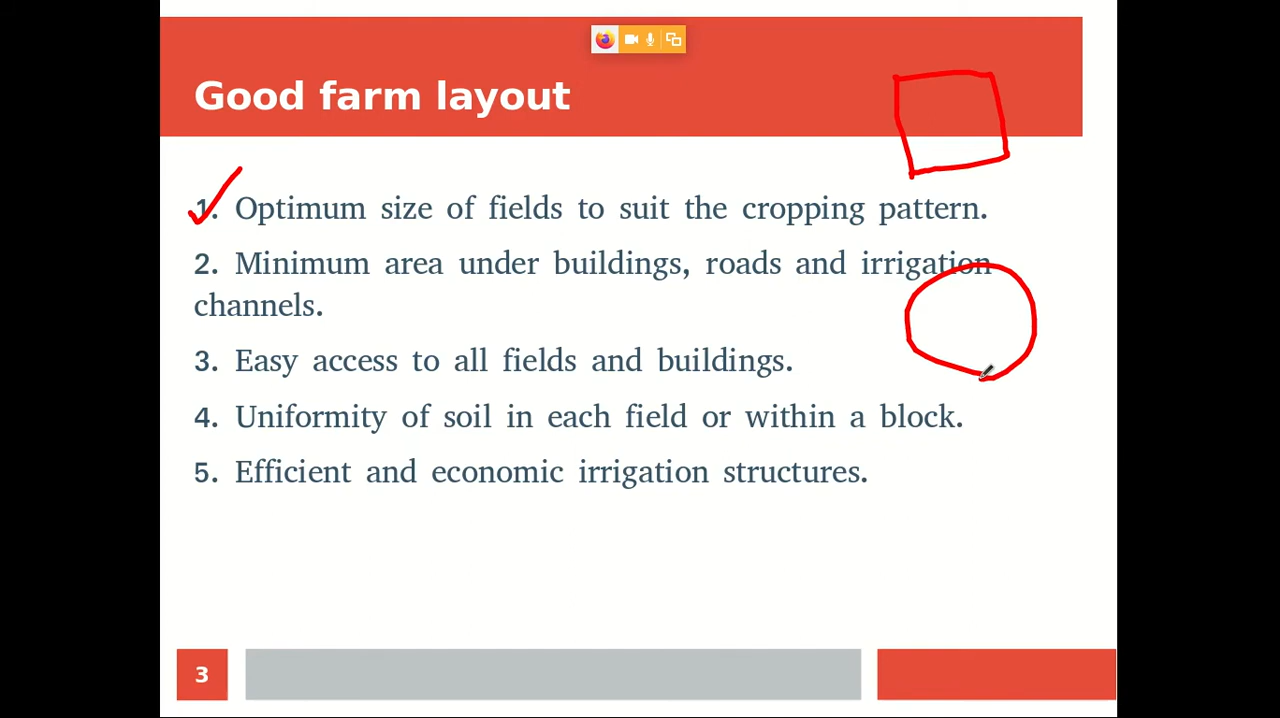 Good farm layout
1. Optimum size of fields to suit the cropping pattern.
2. Minimum area under buildings, roads and irrigation
channels.
3. Easy access to all fields and buildings.
4. Uniformity of soil in each field or within a block.
5. Efficient and economic irrigation structures.
3